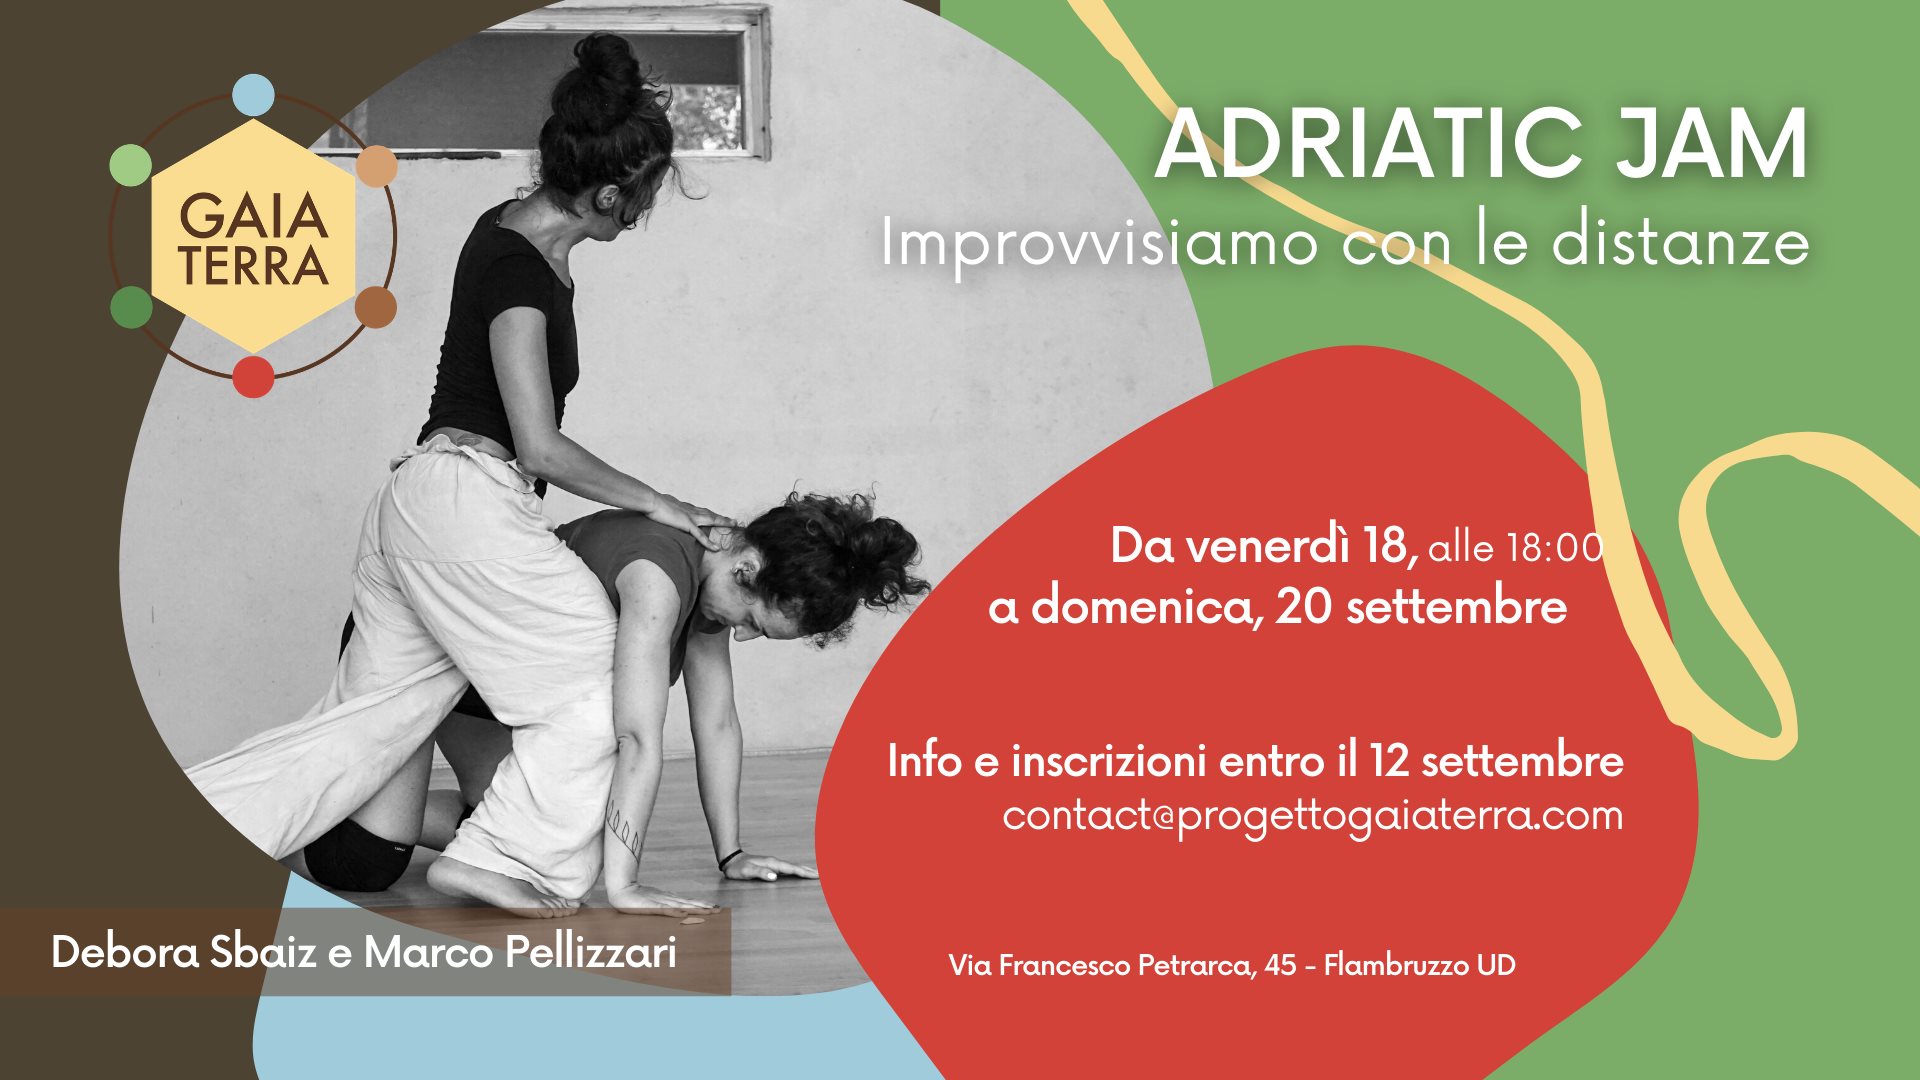 GAIA
TERRA
ADRIATIC JAM
Improvvisiamo con le distanze
Da venerdì 18, alle 18:00
a domenica, 20 settembre
Info e inscrizioni entro il 12 settembre
contact@progettogaiaterra.com
Debora Sbaiz e Marco Pellizzari
Via Francesco Petrarca, 45 - Flambruzzo UD